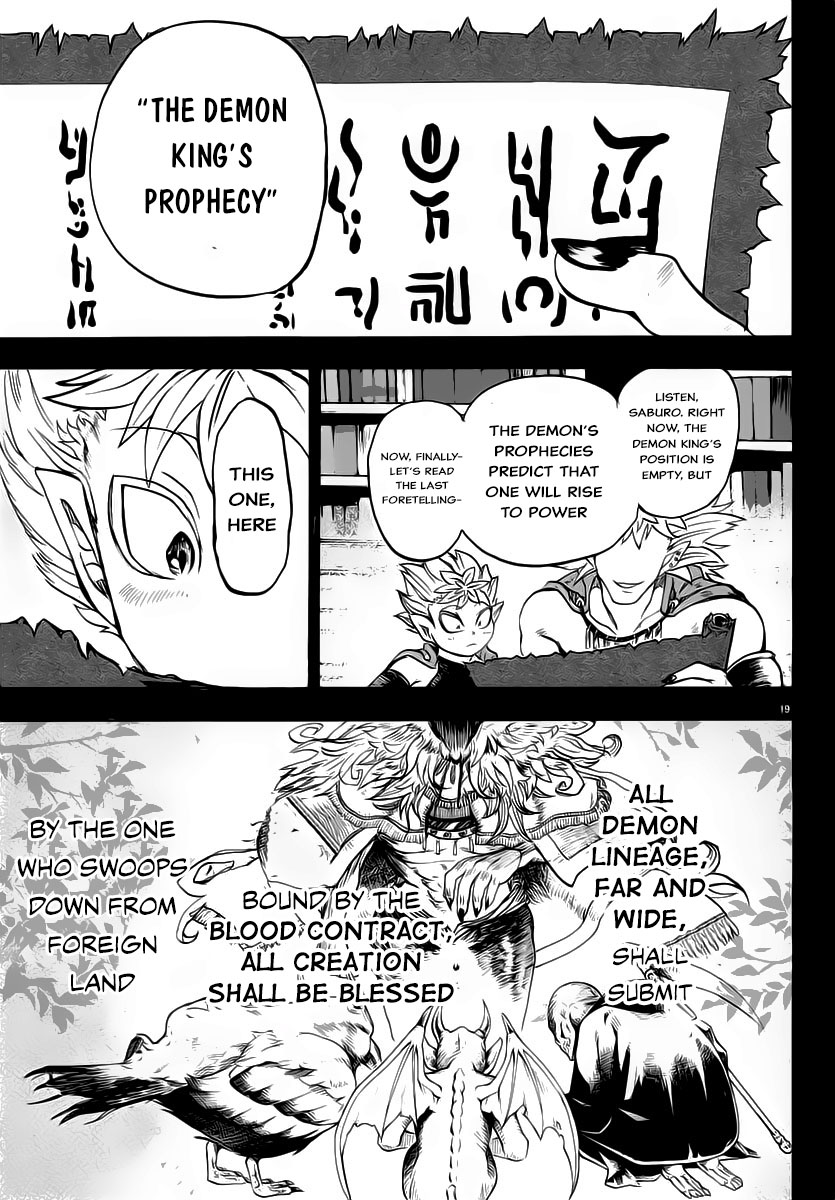 "THE DEMON
KING'S
PROPHECY"
LISTEN,
SABURO. RIGHT
NOW, THE
DEMON KING'S
POSITION IS
EMPTY, BUT
THE DEMON'S
PROPHECIES
PREDICT THAT
ONE WILL RISE
TO POWER
NOW, FINALLY-
LET'S READ
THE LAST
FORETELLING-
THIS
ONE,
HERE
19
ALL
DEMON
LINEAGE,
FAR AND
WIDE,
SHALL
SUBMIT
BOUND BY THE
BLOOD CONTRACT,
ALL CREATION
SHALL BE BLESSED
BY THE ONE
WHO SWOOPS
DOWN FROM
FOREIGN
LAND